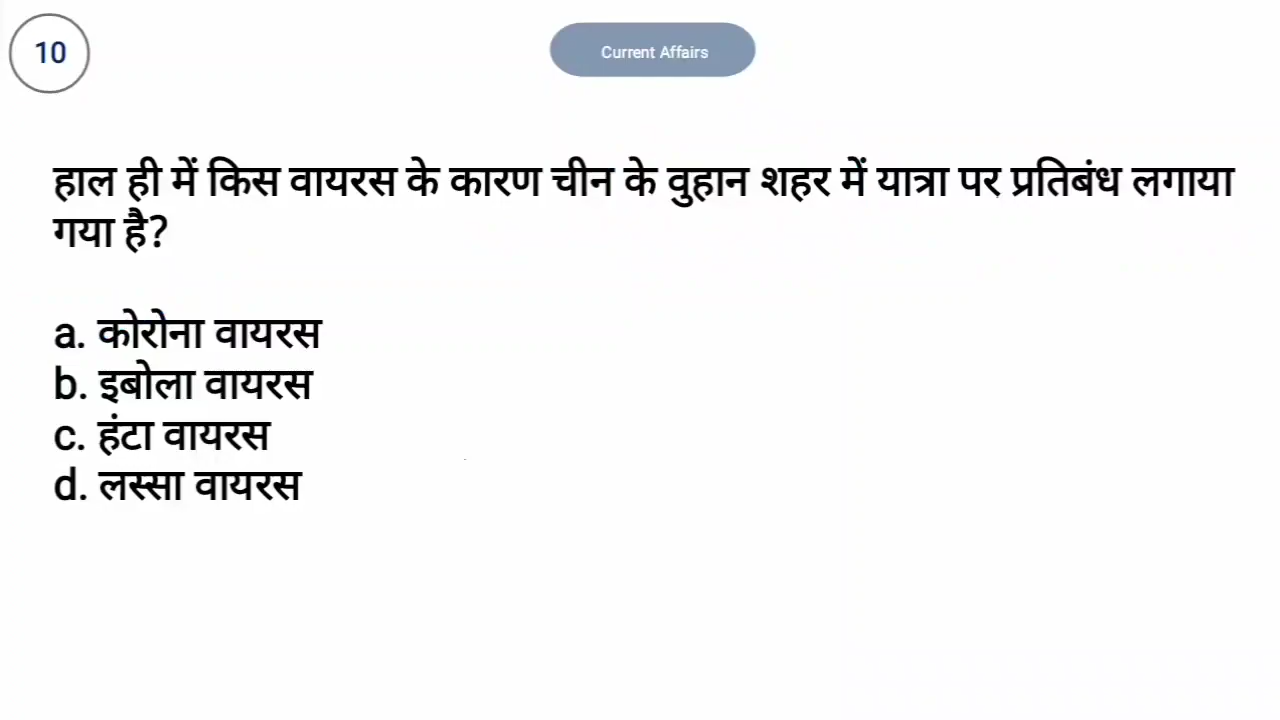 10
Current Affairs
हाल ही में किस वायरस के कारण चीन के वुहान शहर में यात्रा पर प्रतिबंध लगाया
गया है?
a. कोरोना वायरस
b. इबोला वायरस
c. हंटा वायरस
d. लस्सा वायरस